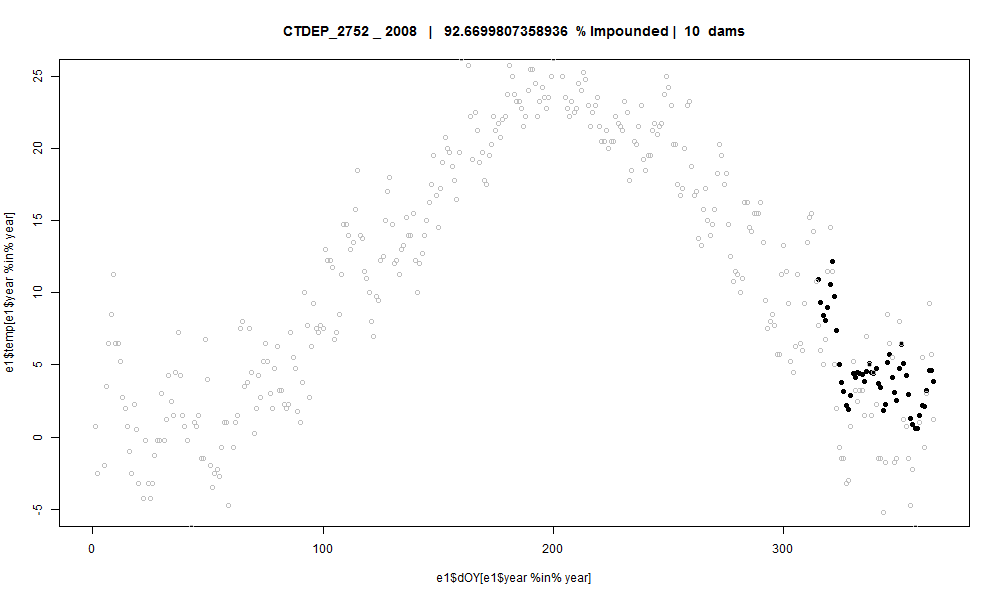 CTDEP_2752 _ 2008 | 92.6699807358936 % Impounded | 10 dams
25
20
15
10
5
0
-5
e1$temp[e1$year %in% year]
0 100 200 300
e1$dOY[e1$year %in% year]